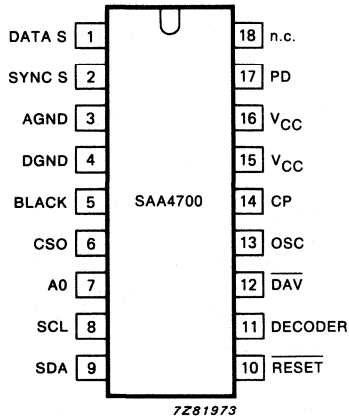 DATA S 1 18 n.c.
SYNC S 2 17 PD
AGND 3 16 VCC
DGND 4 15 VCC
BLACK 5 SAA4700 14 CP
CSO 6 13 OSC
A0 7 12 DAV
SCL 8 11 DECODER
SDA 9 10 RESET
7Z81973